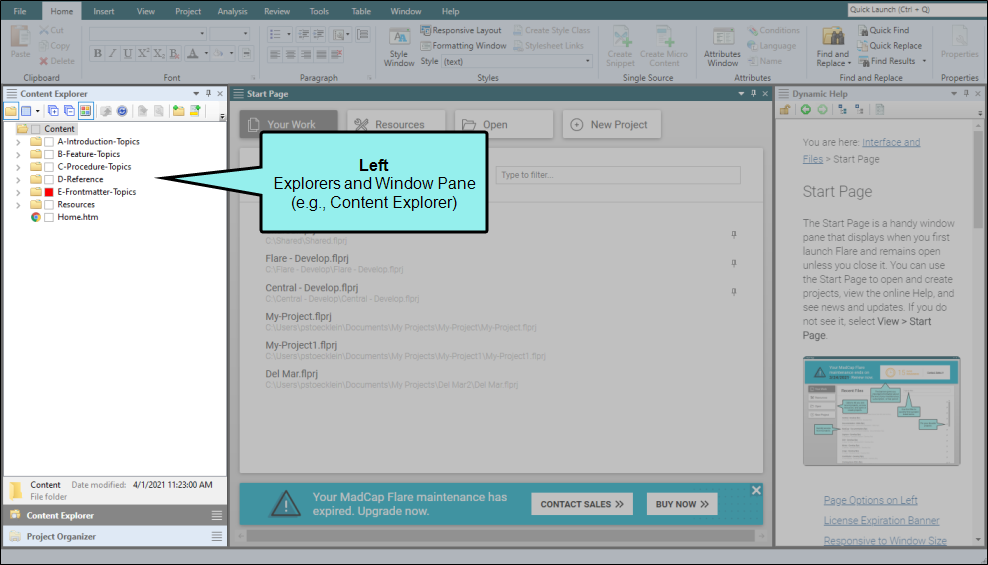 File Home Insert View Project Analysis Review Tools Table Window Help
Quick Launch (Ctrl + Q)
Paste
Cut
Copy
Delete
Clipboard
B I U X² X₂
Font
Paragraph
Style Window
Responsive Layout
Formatting Window
Style (text)
Create Style Class
Stylesheet Links
Styles
Create Snippet
Create Micro Content
Single Source
Attributes Window
Conditions
Language
Name
Attributes
Find and Replace
Quick Find
Quick Replace
Find Results
Find and Replace
Properties
Properties
Content Explorer
Content
A-Introduction-Topics
B-Feature-Topics
C-Procedure-Topics
D-Reference
E-Frontmatter-Topics
Resources
Home.htm
Content Date modified: 4/1/2021 11:23:00 AM
File folder
Content Explorer
Project Organizer
Start Page
Your Work
Resources
Open
New Project
Left
Explorers and Window Pane
(e.g., Content Explorer)
Type to filter...
C:\Shared\Shared.flprj
Flare - Develop.flprj
C:\Flare - Develop\Flare - Develop.flprj
Central - Develop.flprj
C:\Central - Develop\Central - Develop.flprj
My-Project.flprj
C:\Users\pstoecklein\Documents\My Projects\My-Project\My-Project.flprj
My-Project1.flprj
C:\Users\pstoecklein\Documents\My Projects\My-Project1\My-Project1.flprj
Del Mar.flprj
C:\Users\pstoecklein\Documents\My Projects\Del Mar2\Del Mar.flprj
Your MadCap Flare maintenance has
expired. Upgrade now.
CONTACT SALES >>
BUY NOW >>
Dynamic Help
You are here: Interface and
Files > Start Page
Start Page
The Start Page is a handy window
pane that displays when you first
launch Flare and remains open
unless you close it. You can use
the Start Page to open and create
projects, view the online Help, and
see news and updates. If you do
not see it, select View > Start
Page.
Page Options on Left
License Expiration Banner
Responsive to Window Size